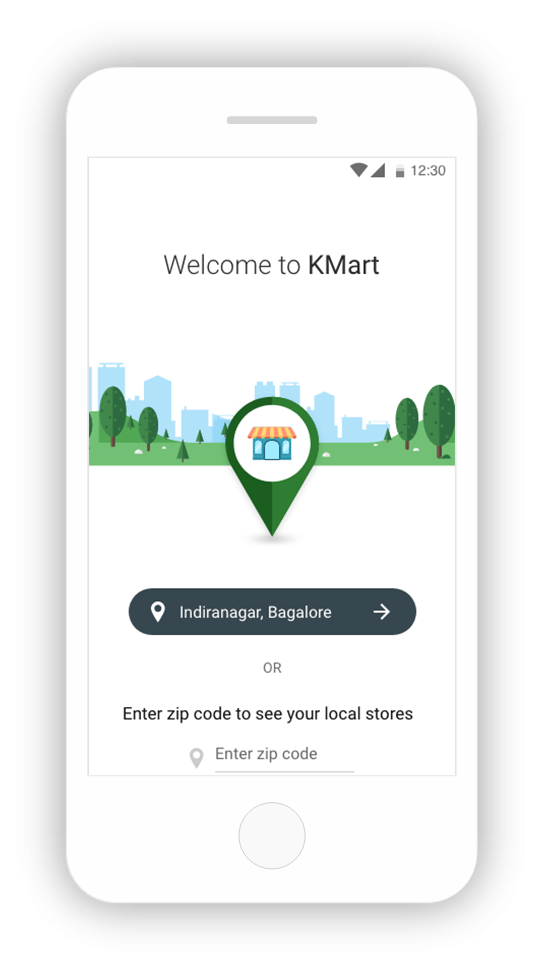 12:30
Welcome to KMart
Indiranagar, Bagalore
OR
Enter zip code to see your local stores
Enter zip code